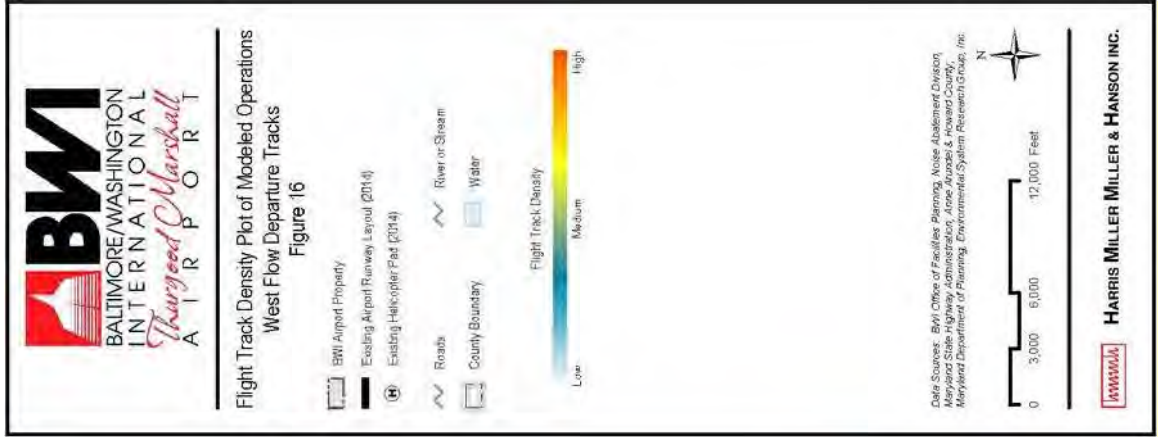 BWI
BALTIMORE/WASHINGTON
INTERNATIONAL
Thurgood Marshall
AIRPORT
Flight Track Density Plot of Modeled Operations
West Flow Departure Tracks
Figure 16
BWI Airport Property
Existing Airport Runway Layout (2014)
H Existing Helicopter Pad (2014)
Roads River or Stream
County Boundary Water
Flight Track Density
Low Medium High
Data Sources: BWI Office of Facilities Planning, Noise Abatement Division,
Maryland State Highway Administration, Anne Arundel & Howard County,
Maryland Department of Planning, Environmental System Research Group, Inc.
N
0 3,000 6,000 12,000 Feet
HARRIS MILLER MILLER & HANSON INC.